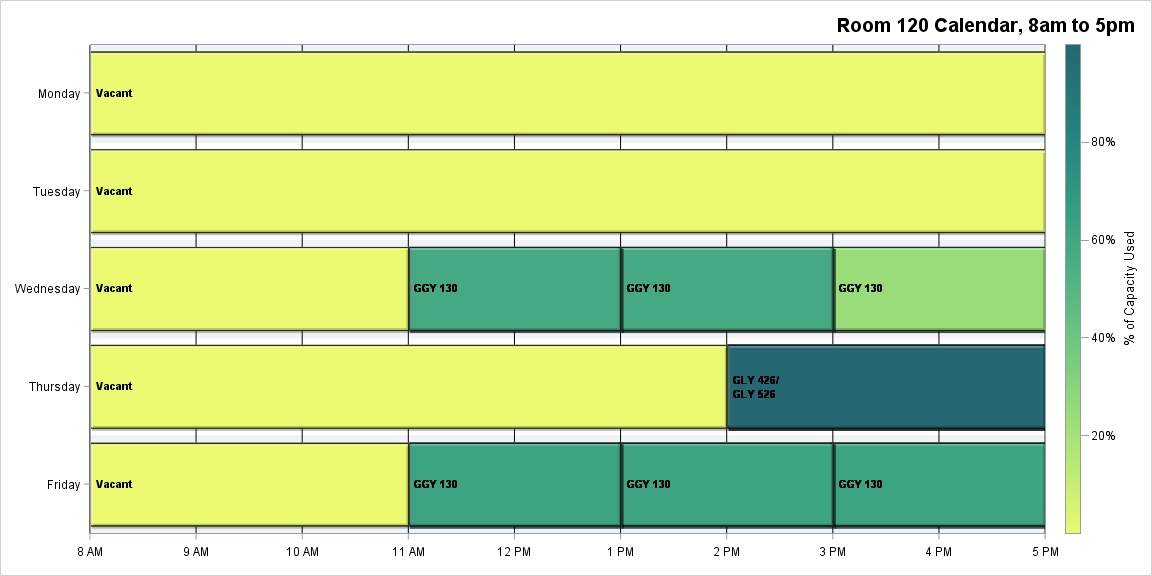 Room 120 Calendar, 8am to 5pm
Monday
Vacant
80%
Tuesday
Vacant
60%
Wednesday
Vacant
GGY 130
GGY 130
GGY 130
% of Capacity Used
40%
Thursday
Vacant
GLY 426/
GLY 526
20%
Friday
Vacant
GGY 130
GGY 130
GGY 130
8 AM
9 AM
10 AM
11 AM
12 PM
1 PM
2 PM
3 PM
4 PM
5 PM